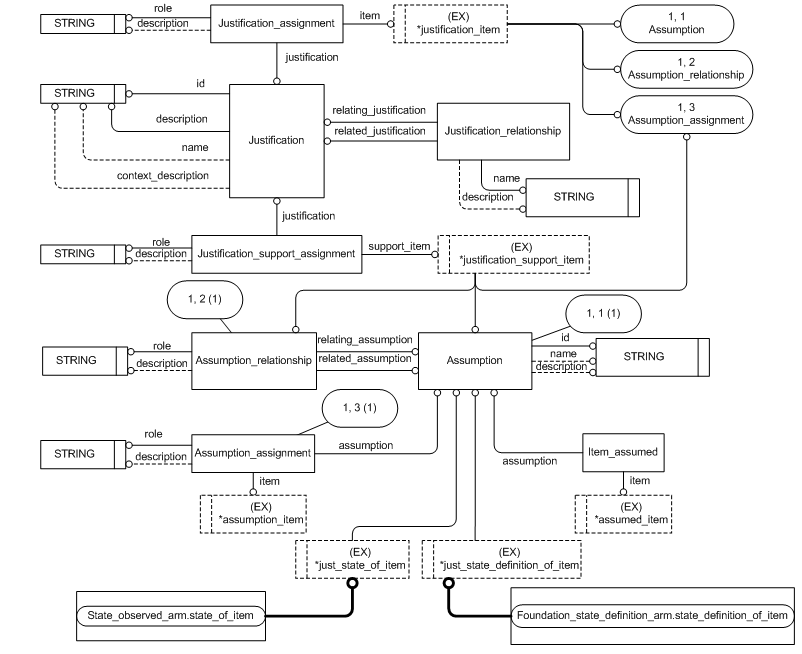 STRING
role
description
Justification_assignment
item
(EX)
*justification_item
1, 1
Assumption
1, 2
Assumption_relationship
1, 3
Assumption_assignment
justification
STRING
id
description
name
context_description
Justification
relating_justification
related_justification
Justification_relationship
name
description
STRING
justification
STRING
role
description
Justification_support_assignment
support_item
(EX)
*justification_support_item
1, 2 (1)
1, 1 (1)
STRING
role
description
Assumption_relationship
relating_assumption
related_assumption
Assumption
id
name
description
STRING
1, 3 (1)
STRING
role
description
Assumption_assignment
assumption
assumption
Item_assumed
item
(EX)
*assumption_item
item
(EX)
*assumed_item
(EX)
*just_state_of_item
(EX)
*just_state_definition_of_item
State_observed_arm.state_of_item
Foundation_state_definition_arm.state_definition_of_item